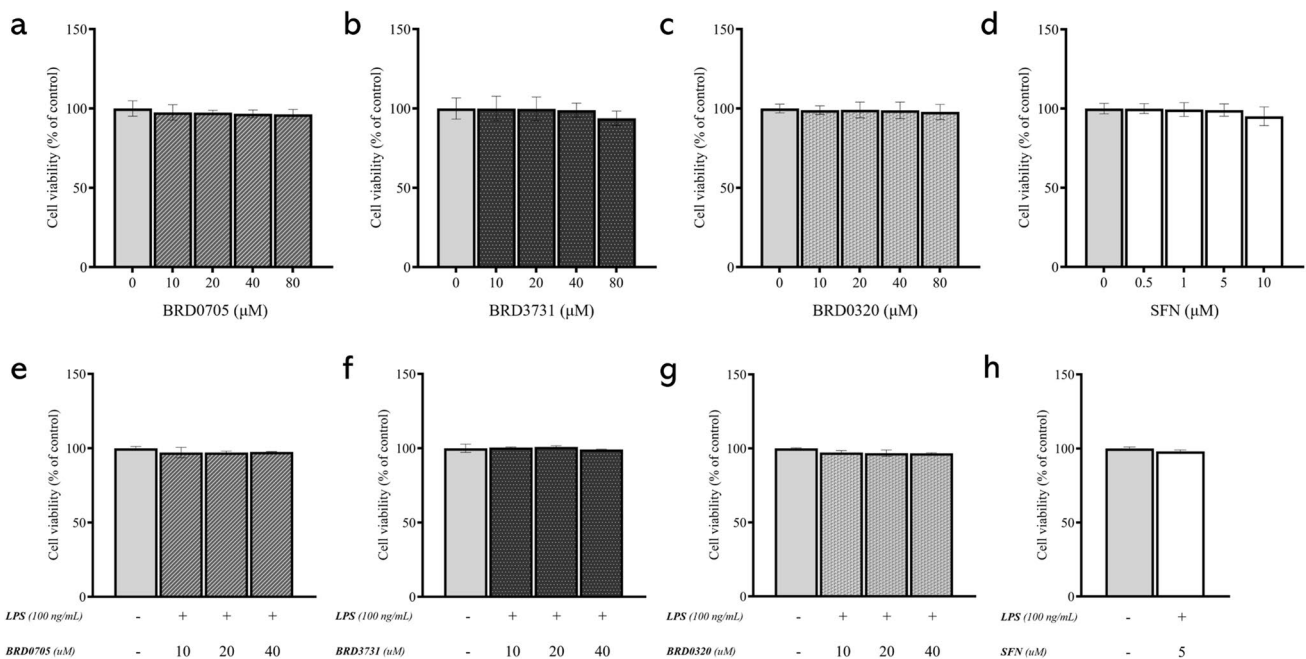 a
150
100
50
0
Cell viability (% of control)
0 10 20 40 80
BRD0705 (μM)
b
150
100
50
0
Cell viability (% of control)
0 10 20 40 80
BRD3731 (μM)
c
150
100
50
0
Cell viability (% of control)
0 10 20 40 80
BRD0320 (μM)
d
150
100
50
0
Cell viability (% of control)
0 0.5 1 5 10
SFN (μM)
e
150
100
50
0
Cell viability (% of control)
LPS (100 ng/mL) - + + +
BRD0705 (uM) - 10 20 40
f
150
100
50
0
Cell viability (% of control)
LPS (100 ng/mL) - + + +
BRD3731 (uM) - 10 20 40
g
150
100
50
0
Cell viability (% of control)
LPS (100 ng/mL) - + + +
BRD0320 (uM) - 10 20 40
h
150
100
50
0
Cell viability (% of control)
LPS (100 ng/mL) - +
SFN (uM) - 5